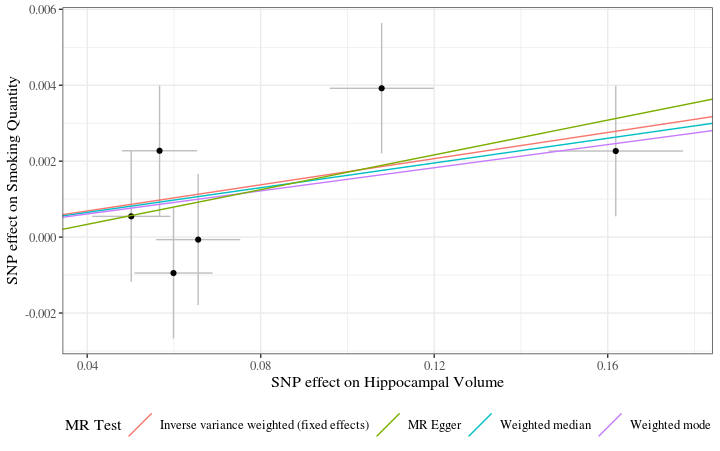 0.006
0.004
0.002
0.000
-0.002
SNP effect on Smoking Quantity
0.04
0.08
0.12
0.16
SNP effect on Hippocampal Volume
MR Test
Inverse variance weighted (fixed effects)
MR Egger
Weighted median
Weighted mode